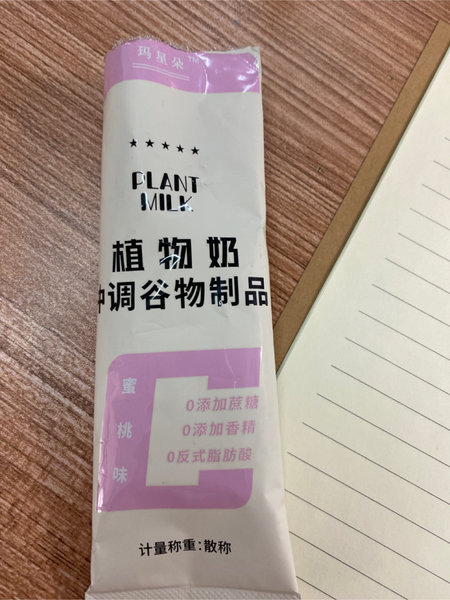 玛星朵™
★★★★★
PLANT
MILK
植物奶
冲调谷物制品
蜜桃味
0添加蔗糖
0添加香精
0反式脂肪酸
计量称重:散称